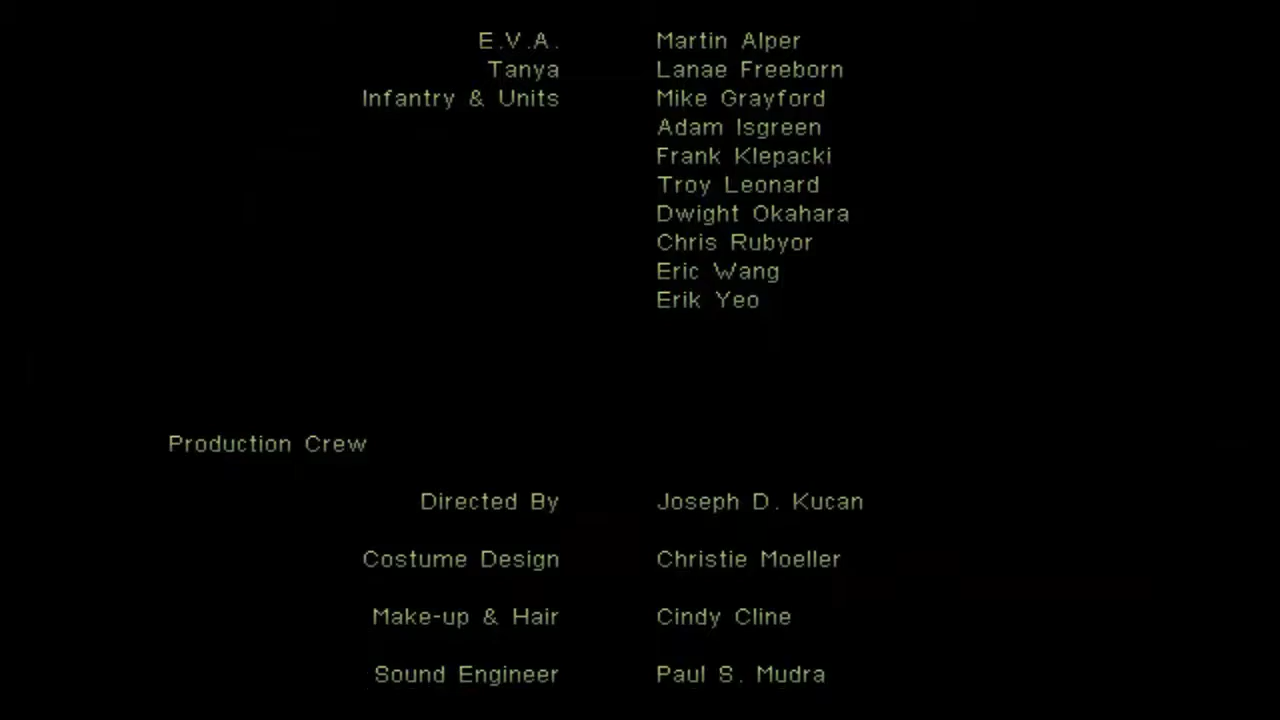 E.V.A. Martin Alper
Tanya Lanae Freeborn
Infantry & Units Mike Grayford
Adam Isgreen
Frank Klepacki
Troy Leonard
Dwight Okahara
Chris Rubyor
Eric Wang
Erik Yeo
Production Crew
Directed By Joseph D. Kucan
Costume Design Christie Moeller
Make-up & Hair Cindy Cline
Sound Engineer Paul S. Mudra